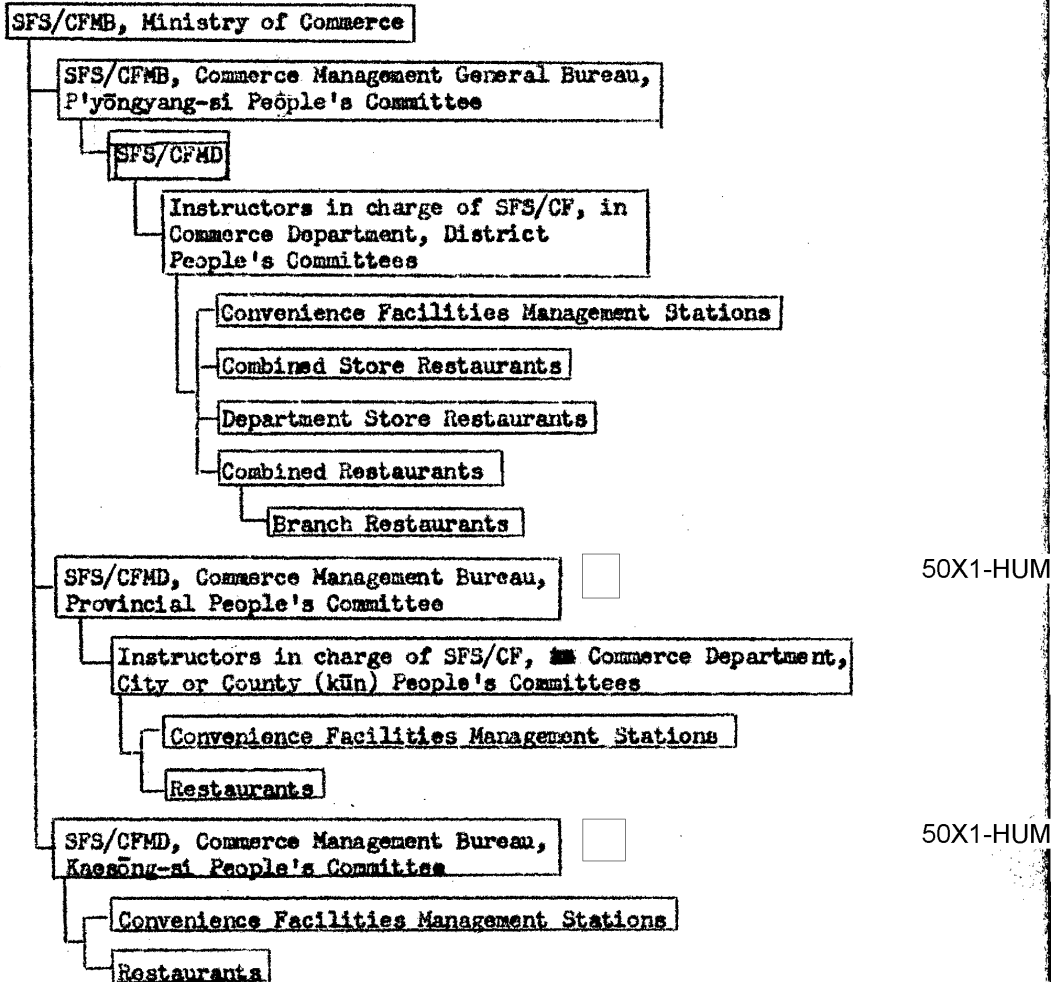 SFS/CFMB, Ministry of Commerce
SFS/CFMB, Commerce Management General Bureau,
P'yŏngyang-si People's Committee
SFS/CFMD
Instructors in charge of SFS/CF, in
Commerce Department, District
People's Committees
Convenience Facilities Management Stations
Combined Store Restaurants
Department Store Restaurants
Combined Restaurants
Branch Restaurants
SFS/CFMD, Commerce Management Bureau,
Provincial People's Committee
50X1-HUM
Instructors in charge of SFS/CF, Commerce Department,
City or County (kūn) People's Committees
Convenience Facilities Management Stations
Restaurants
SFS/CFMD, Commerce Management Bureau,
Kaesŏng-si People's Committee
50X1-HUM
Convenience Facilities Management Stations
Restaurants